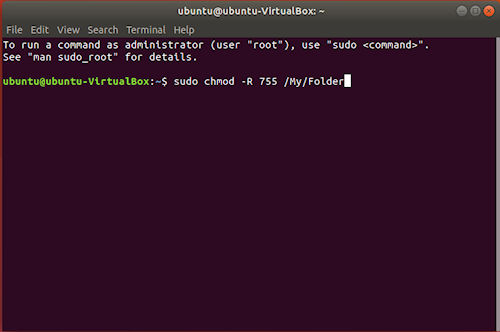 ubuntu@ubuntu-VirtualBox: ~
File Edit View Search Terminal Help
To run a command as administrator (user "root"), use "sudo <command>".
See "man sudo_root" for details.
ubuntu@ubuntu-VirtualBox:~$ sudo chmod -R 755 /My/Folder